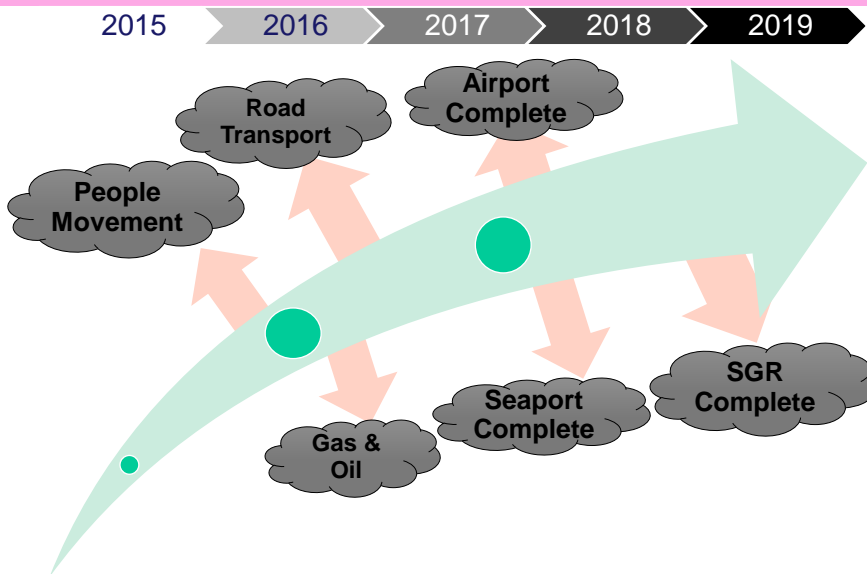 2015
2016
2017
2018
2019
Airport
Complete
Road
Transport
People
Movement
SGR
Complete
Seaport
Complete
Gas &
Oil